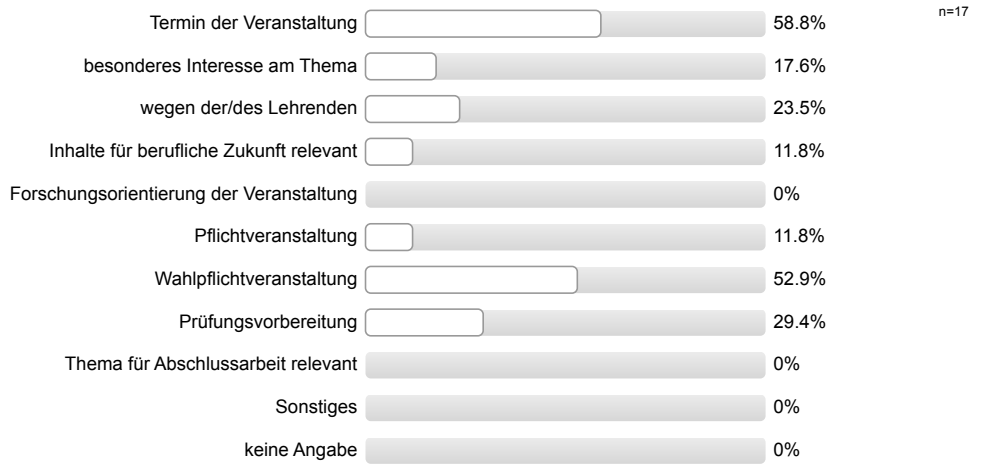 Termin der Veranstaltung 58.8% n=17
besonderes Interesse am Thema 17.6%
wegen der/des Lehrenden 23.5%
Inhalte für berufliche Zukunft relevant 11.8%
Forschungsorientierung der Veranstaltung 0%
Pflichtveranstaltung 11.8%
Wahlpflichtveranstaltung 52.9%
Prüfungsvorbereitung 29.4%
Thema für Abschlussarbeit relevant 0%
Sonstiges 0%
keine Angabe 0%